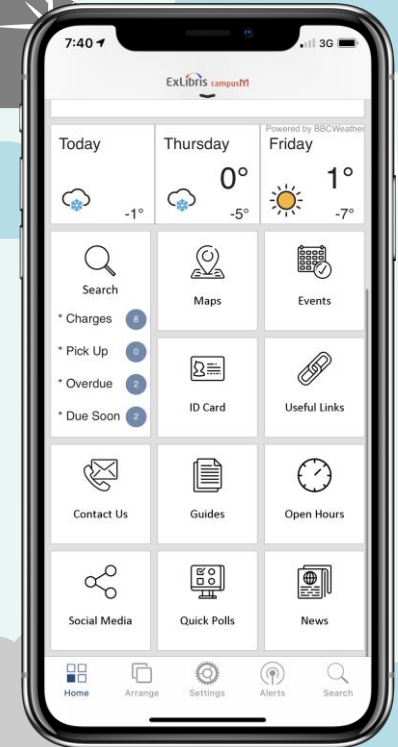 7:40
3G
ExLibris campusM
Powered by BBCWeather
Today
Thursday
Friday
0°
1°
-1°
-5°
-7°
Search
* Charges 8
* Pick Up 0
* Overdue 2
* Due Soon 2
Maps
Events
ID Card
Useful Links
Contact Us
Guides
Open Hours
Social Media
Quick Polls
News
Home
Arrange
Settings
Alerts
Search